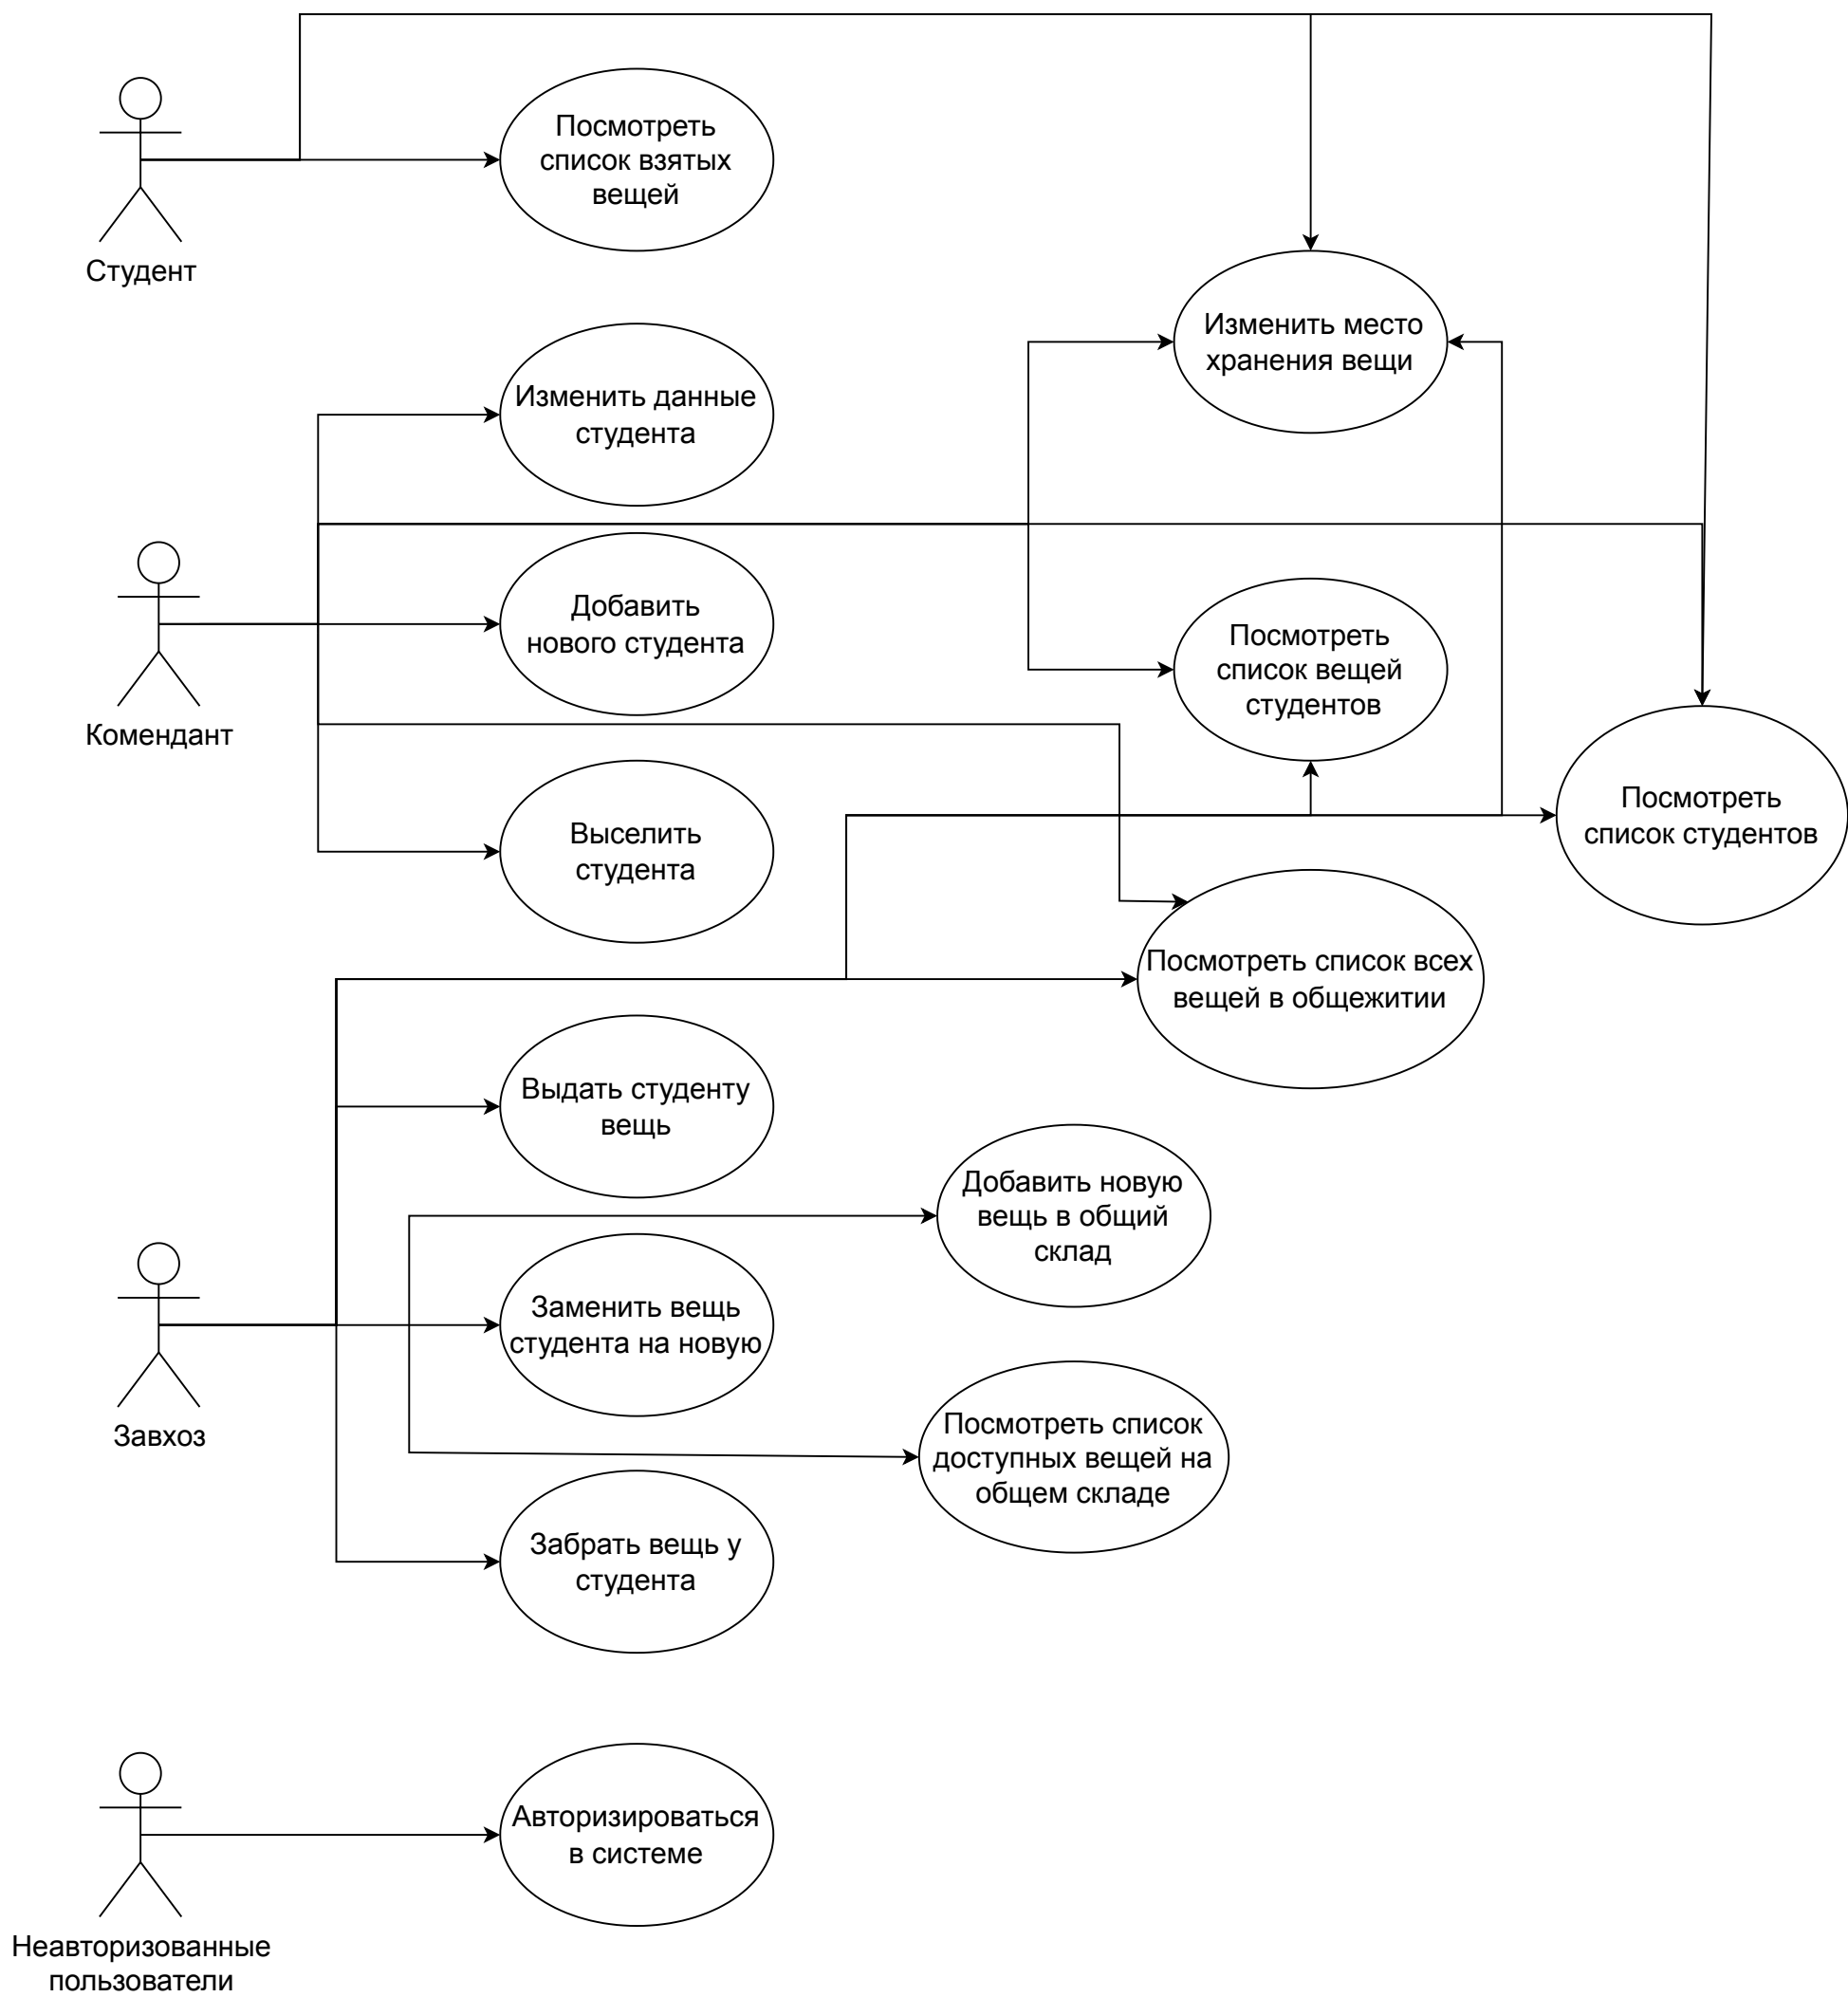 Посмотреть
список взятых
вещей
Студент
Изменить место
хранения вещи
Изменить данные
студента
Добавить
нового студента
Посмотреть
список вещей
студентов
Комендант
Посмотреть
список студентов
Выселить
студента
Посмотреть список всех
вещей в общежитии
Выдать студенту
вещь
Добавить новую
вещь в общий
склад
Заменить вещь
студента на новую
Завхоз
Посмотреть список
доступных вещей на
общем складе
Забрать вещь у
студента
Авторизироваться
в системе
Неавторизованные
пользователи